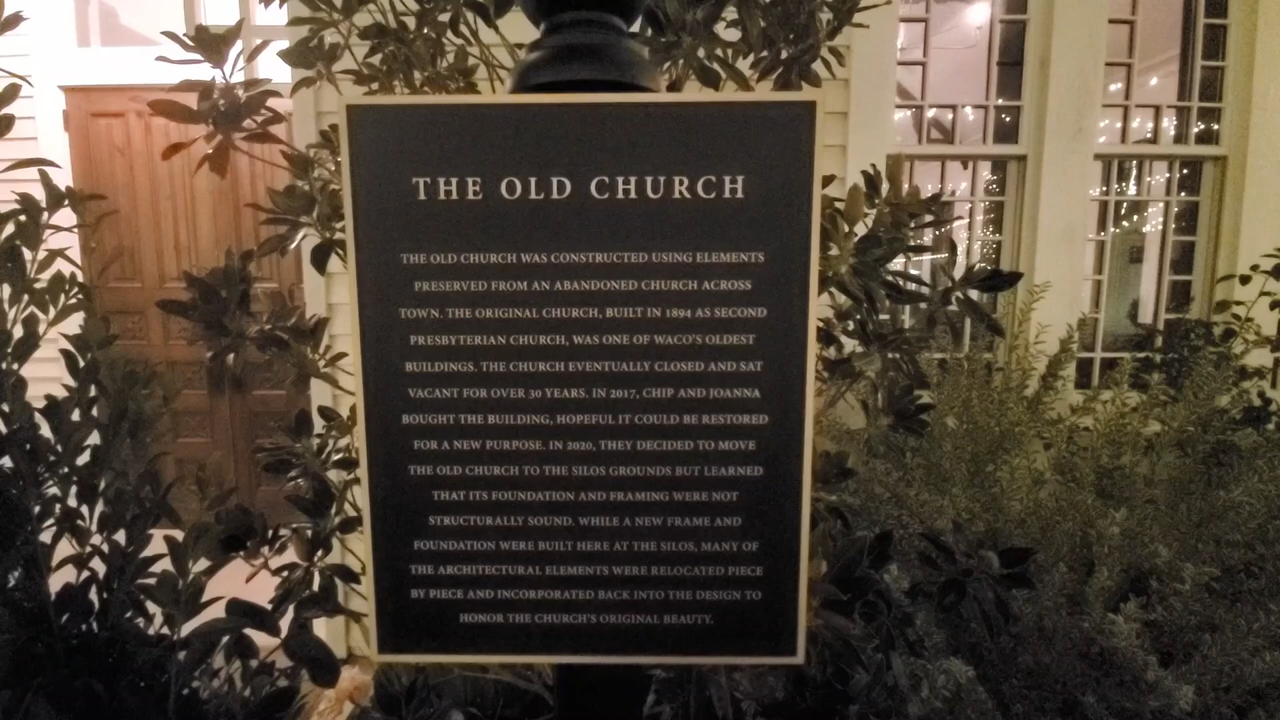 THE OLD CHURCH
THE OLD CHURCH WAS CONSTRUCTED USING ELEMENTS
PRESERVED FROM AN ABANDONED CHURCH ACROSS
TOWN. THE ORIGINAL CHURCH, BUILT IN 1894 AS SECOND
PRESBYTERIAN CHURCH, WAS ONE OF WACO'S OLDEST
BUILDINGS. THE CHURCH EVENTUALLY CLOSED AND SAT
VACANT FOR OVER 30 YEARS. IN 2017, CHIP AND JOANNA
BOUGHT THE BUILDING, HOPEFUL IT COULD BE RESTORED
FOR A NEW PURPOSE. IN 2020, THEY DECIDED TO MOVE
THE OLD CHURCH TO THE SILOS GROUNDS BUT LEARNED
THAT ITS FOUNDATION AND FRAMING WERE NOT
STRUCTURALLY SOUND. WHILE A NEW FRAME AND
FOUNDATION WERE BUILT HERE AT THE SILOS, MANY OF
THE ARCHITECTURAL ELEMENTS WERE RELOCATED PIECE
BY PIECE AND INCORPORATED BACK INTO THE DESIGN TO
HONOR THE CHURCH'S ORIGINAL BEAUTY.